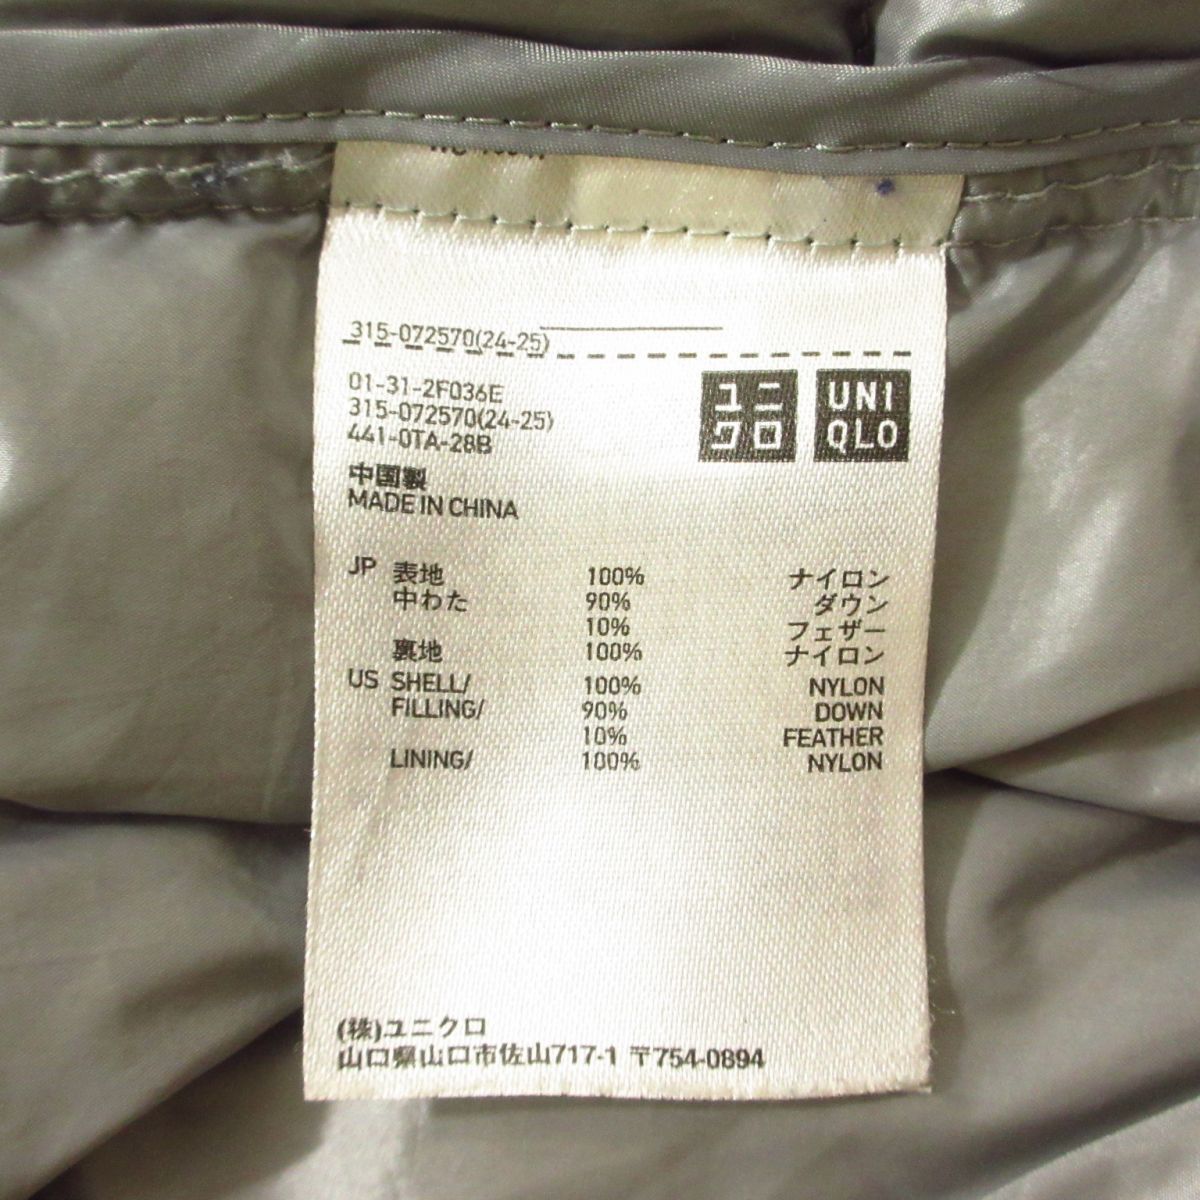 315-072570(24-25)
01-31-2F036E
315-072570(24-25)
441-0TA-28B
ユニ
クロ
UNI
QLO
中国製
MADE IN CHINA
JP 表地 100% ナイロン
中わた 90% ダウン
10% フェザー
裏地 100% ナイロン
US SHELL/ 100% NYLON
FILLING/ 90% DOWN
10% FEATHER
LINING/ 100% NYLON
(株)ユニクロ
山口県山口市佐山717-1 〒754-0894